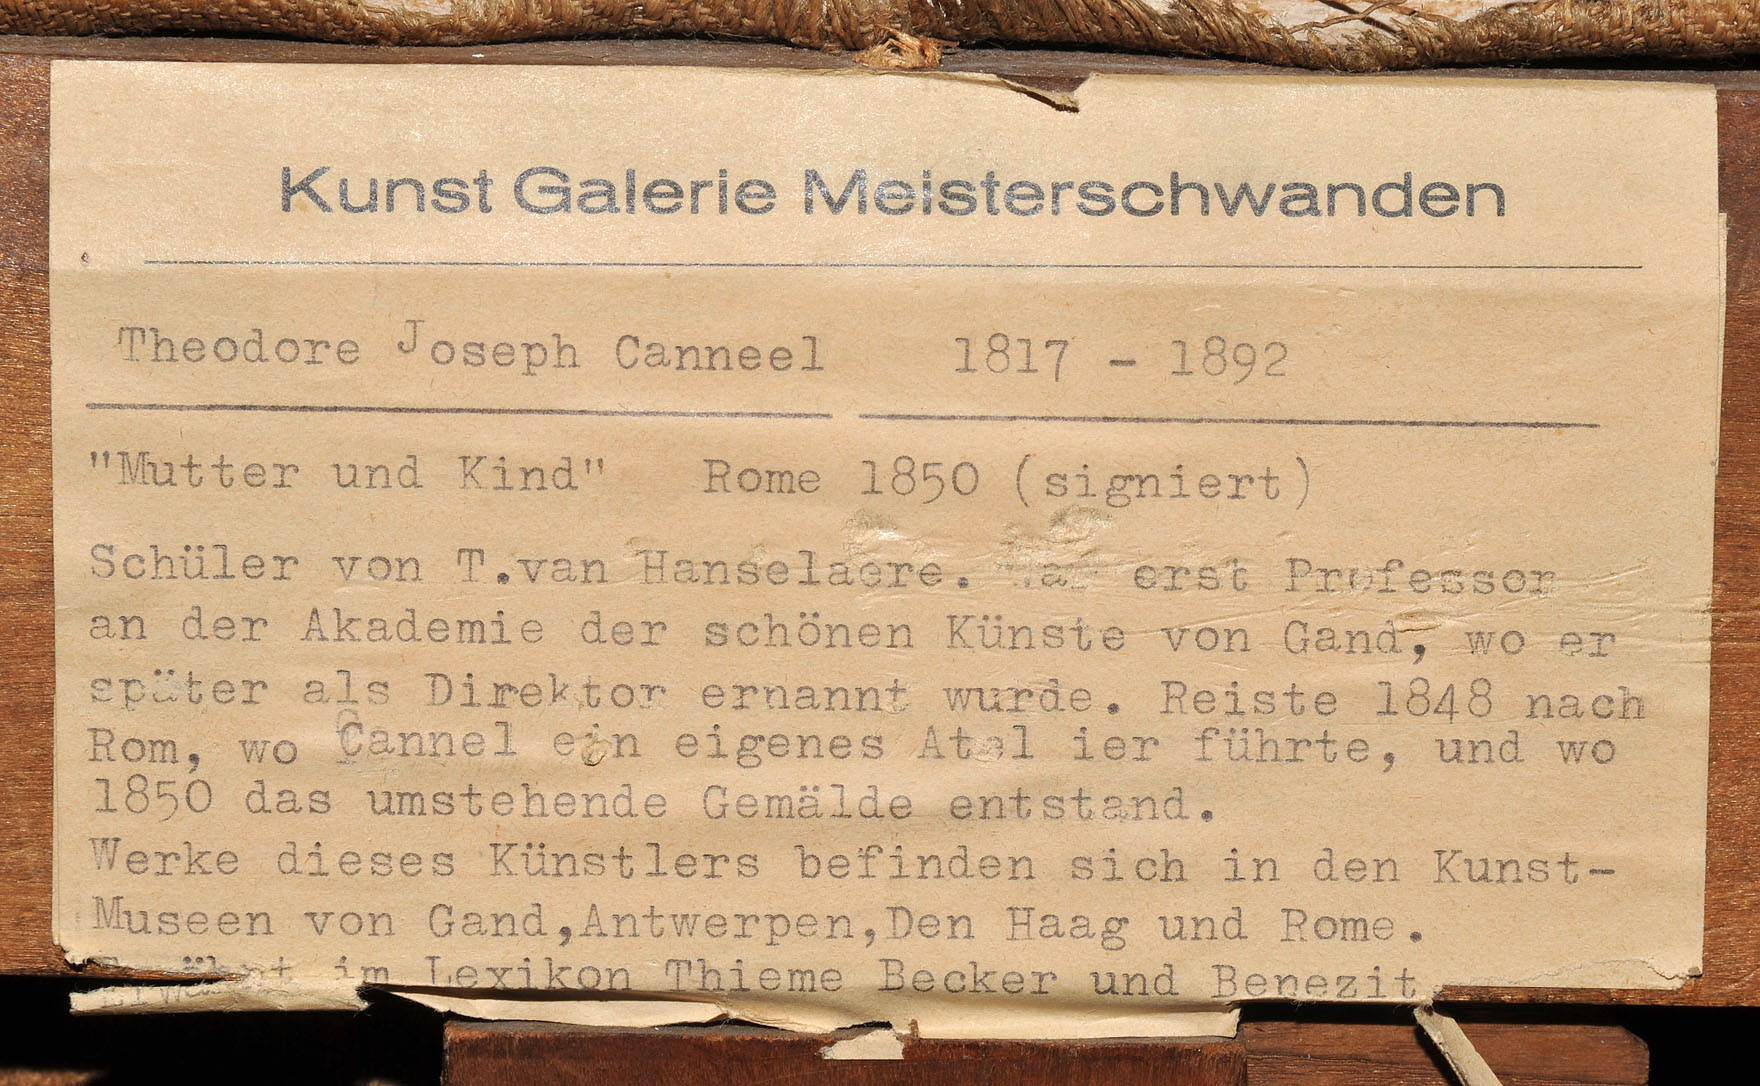 Kunst Galerie Meisterschwanden
Theodore Joseph Canneel 1817 - 1892
"Mutter und Kind" Rome 1850 (signiert)
Schüler von T.van Hanselaere. War erst Professor
an der Akademie der schönen Künste von Gand, wo er
später als Direktor ernannt wurde. Reiste 1848 nach
Rom, wo Cannel ein eigenes Atel ier führte, und wo
1850 das umstehende Gemälde entstand.
Werke dieses Künstlers befinden sich in den Kunst-
Museen von Gand,Antwerpen,Den Haag und Rome.
Erwähnt im Lexikon Thieme Becker und Benezit